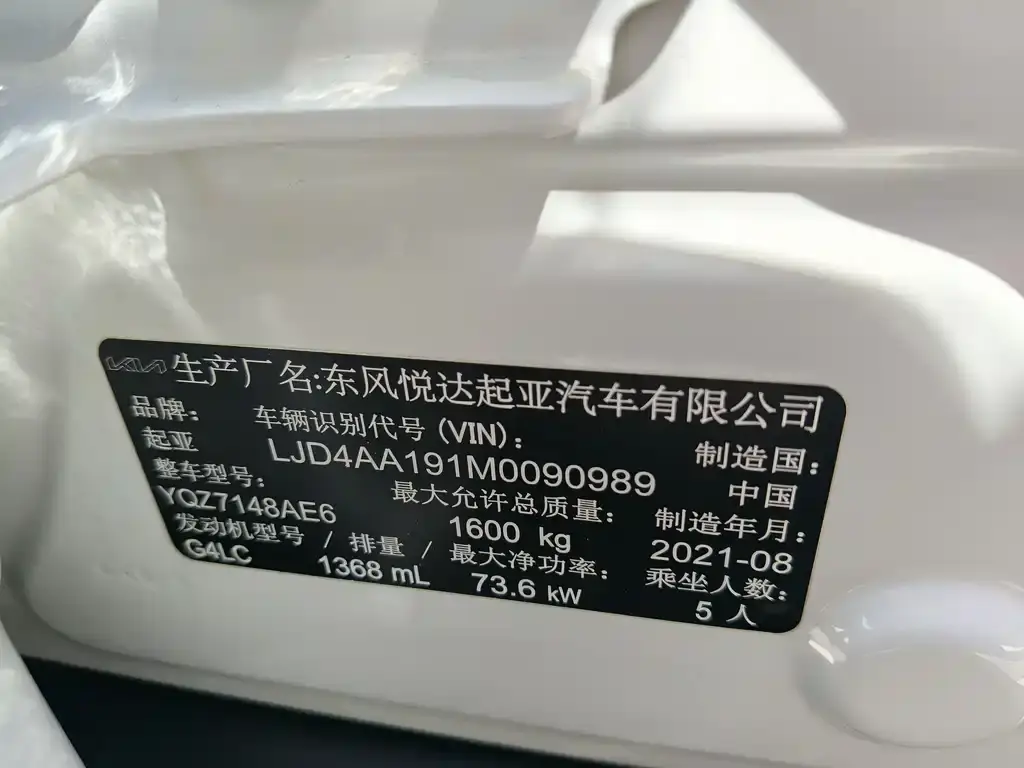 KIA 生产厂名:东风悦达起亚汽车有限公司
品牌: 车辆识别代号 (VIN): 制造国:
起亚 LJD4AA191M0090989 中国
整车型号: 最大允许总质量: 制造年月:
YQZ7148AE6 1600 kg 2021-08
发动机型号 / 排量 / 最大净功率: 乘坐人数:
G4LC 1368 mL 73.6 kW 5 人